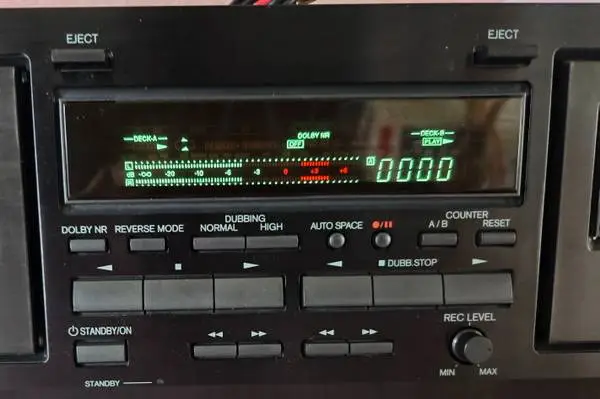 EJECT
EJECT
DECK-A
DOLBY NR
OFF
DECK-B
PLAY
L
dB -∞ -20 -10 -6 -3 0 +3 +6
R
A
0000
DOLBY NR
REVERSE MODE
DUBBING
NORMAL
HIGH
AUTO SPACE
COUNTER
A/B
RESET
DUBB.STOP
STANDBY/ON
REC LEVEL
MIN
MAX
STANDBY